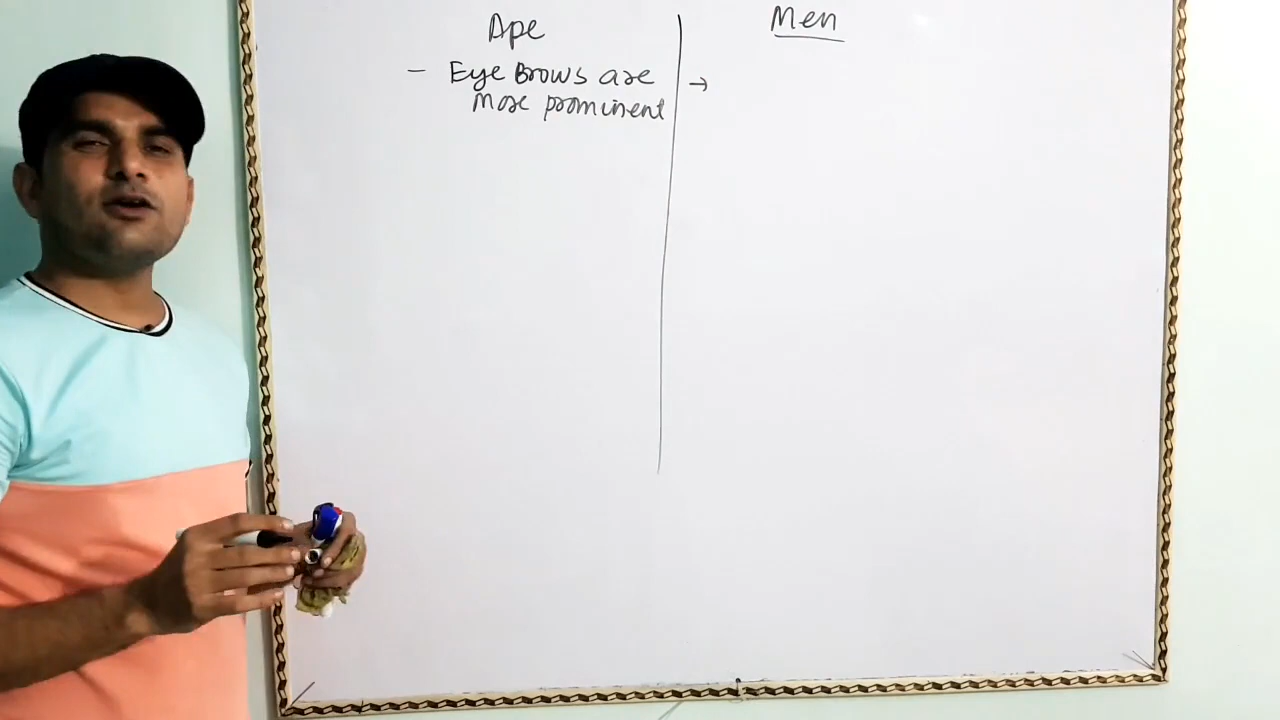 Ape
Men
- Eye Brows are
More prominent
→